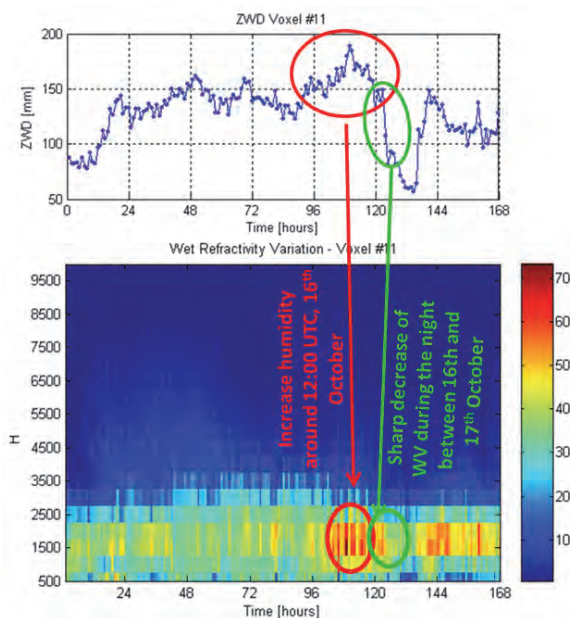 ZWD Voxel #11
200
150
100
50
ZWD [mm]
0 24 48 72 96 120 144 168
Time [hours]
Wet Refractivity Variation - Voxel #11
9500
8500
7500
6500
5500
4500
3500
2500
1500
500
H
Increase humidity
around 12:00 UTC, 16th
October
Sharp decrease of
WV during the night
between 16th and
17th October
24 48 72 96 120 144 168
Time [hours]
70
60
50
40
30
20
10